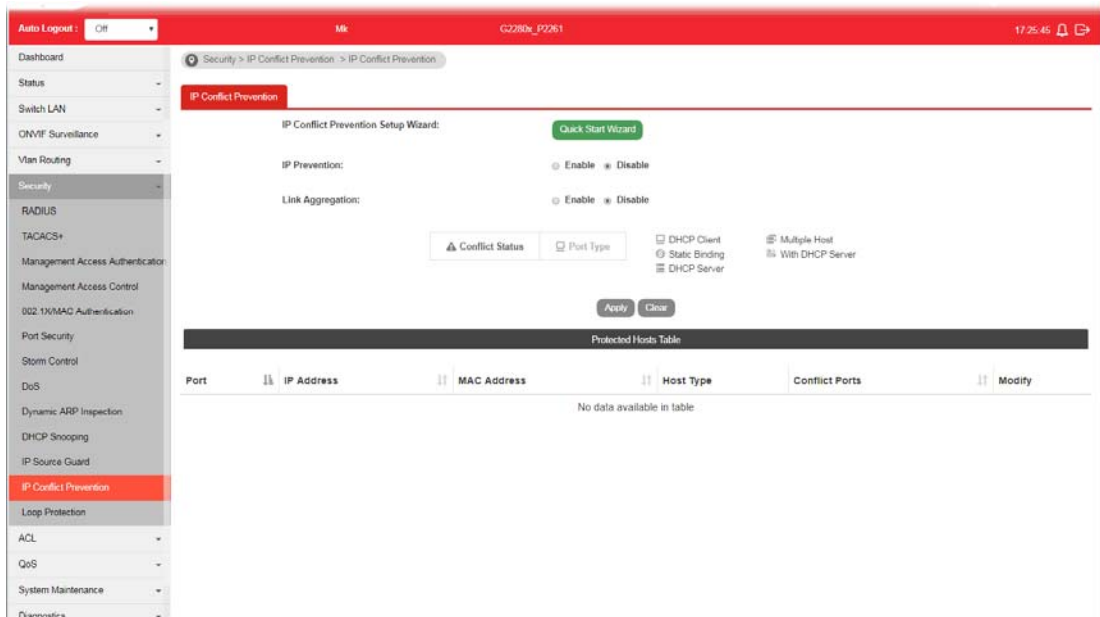 Auto Logout : Off Mk G2280x_P2261 17:25:45
Dashboard
Status
Switch LAN
ONVIF Surveillance
Vlan Routing
Security
RADIUS
TACACS+
Management Access Authentication
Management Access Control
802.1X/MAC Authentication
Port Security
Storm Control
DoS
Dynamic ARP Inspection
DHCP Snooping
IP Source Guard
IP Conflict Prevention
Loop Protection
ACL
QoS
System Maintenance
Diagnostics
Security > IP Conflict Prevention > IP Conflict Prevention
IP Conflict Prevention
IP Conflict Prevention Setup Wizard: Quick Start Wizard
IP Prevention: Enable Disable
Link Aggregation: Enable Disable
Conflict Status Port Type
DHCP Client Multiple Host
Static Binding With DHCP Server
DHCP Server
Apply Clear
Protected Hosts Table
Port IP Address MAC Address Host Type Conflict Ports Modify
No data available in table